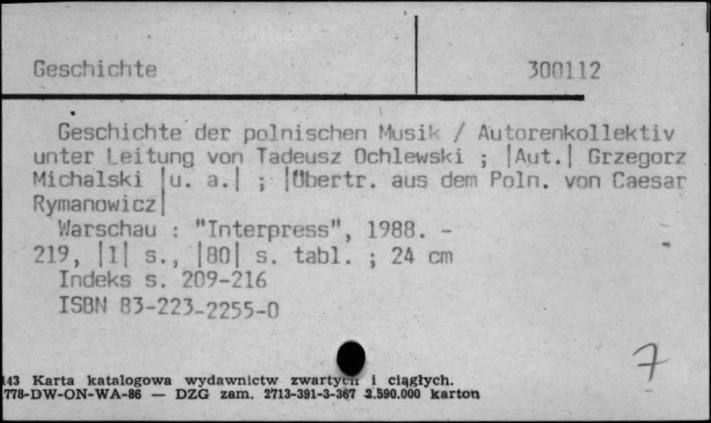 Geschichte 300112
Geschichte der polnischen Musik / Autorenkollektiv
unter Leitung von Tadeusz Ochlewski ; |Aut.| Grzegorz
Michalski |u. a.| ; |Übertr. aus dem Poln. von Caesar
Rymanowicz|
Warschau : "Interpress", 1988. -
219, |1| s., |80| s. tabl. ; 24 cm
Indeks s. 209-216
ISBN 83-223-2255-0
7
143 Karta katalogowa wydawnictw zwartych i ciągłych.
778-DW-ON-WA-86 — DZG zam. 2713-391-3-367 2.590.000 karton